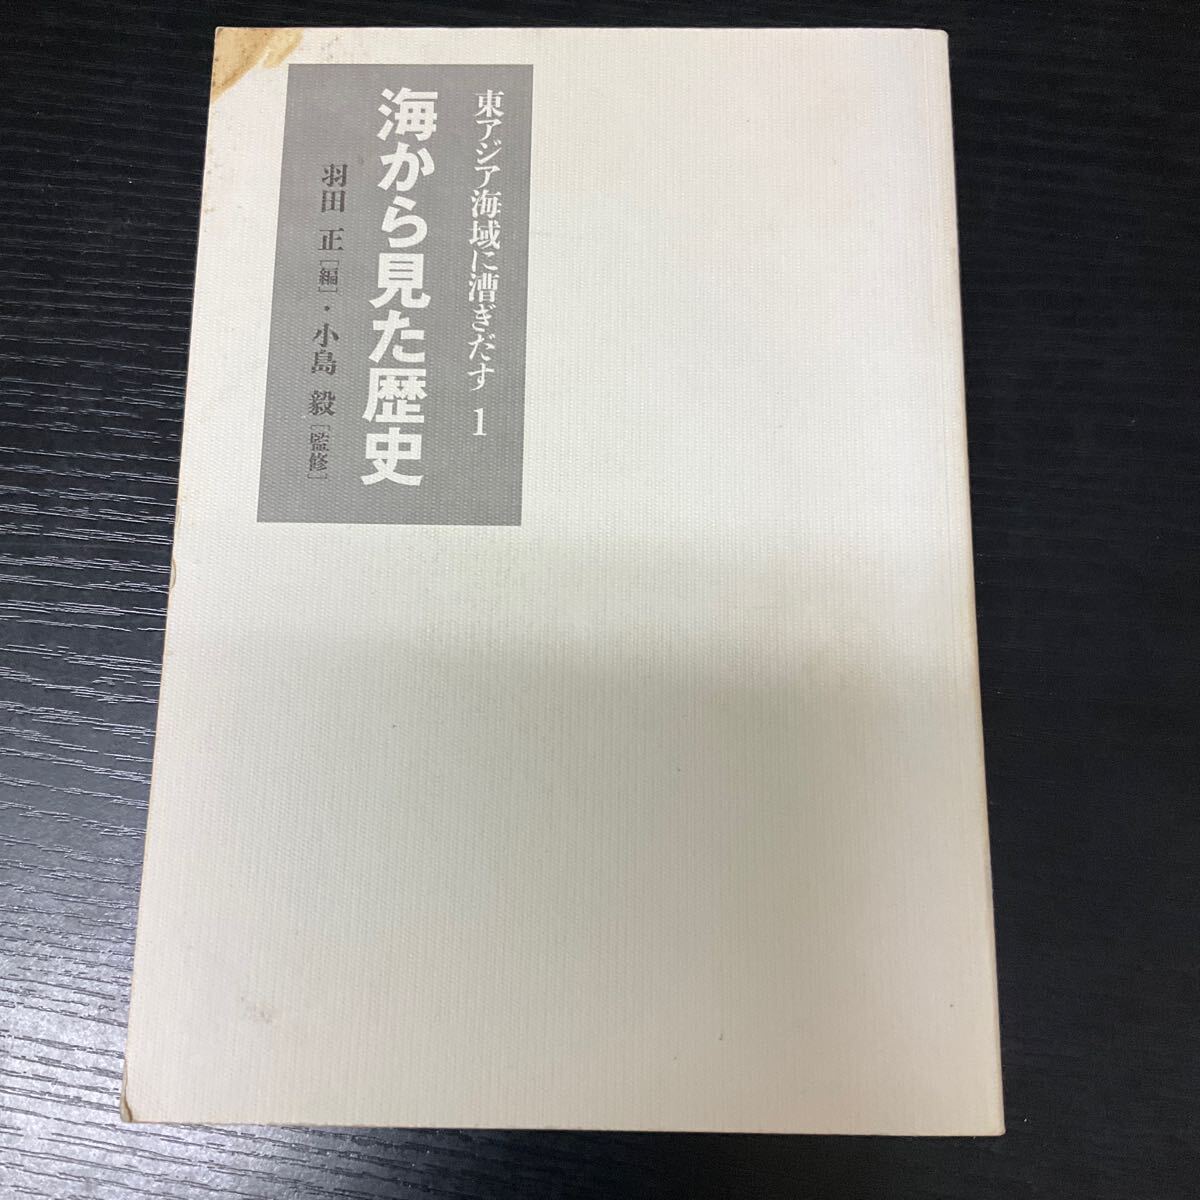 東アジア海域に漕ぎだす 1
海から見た歴史
羽田 正［編］・小島 毅［監修］